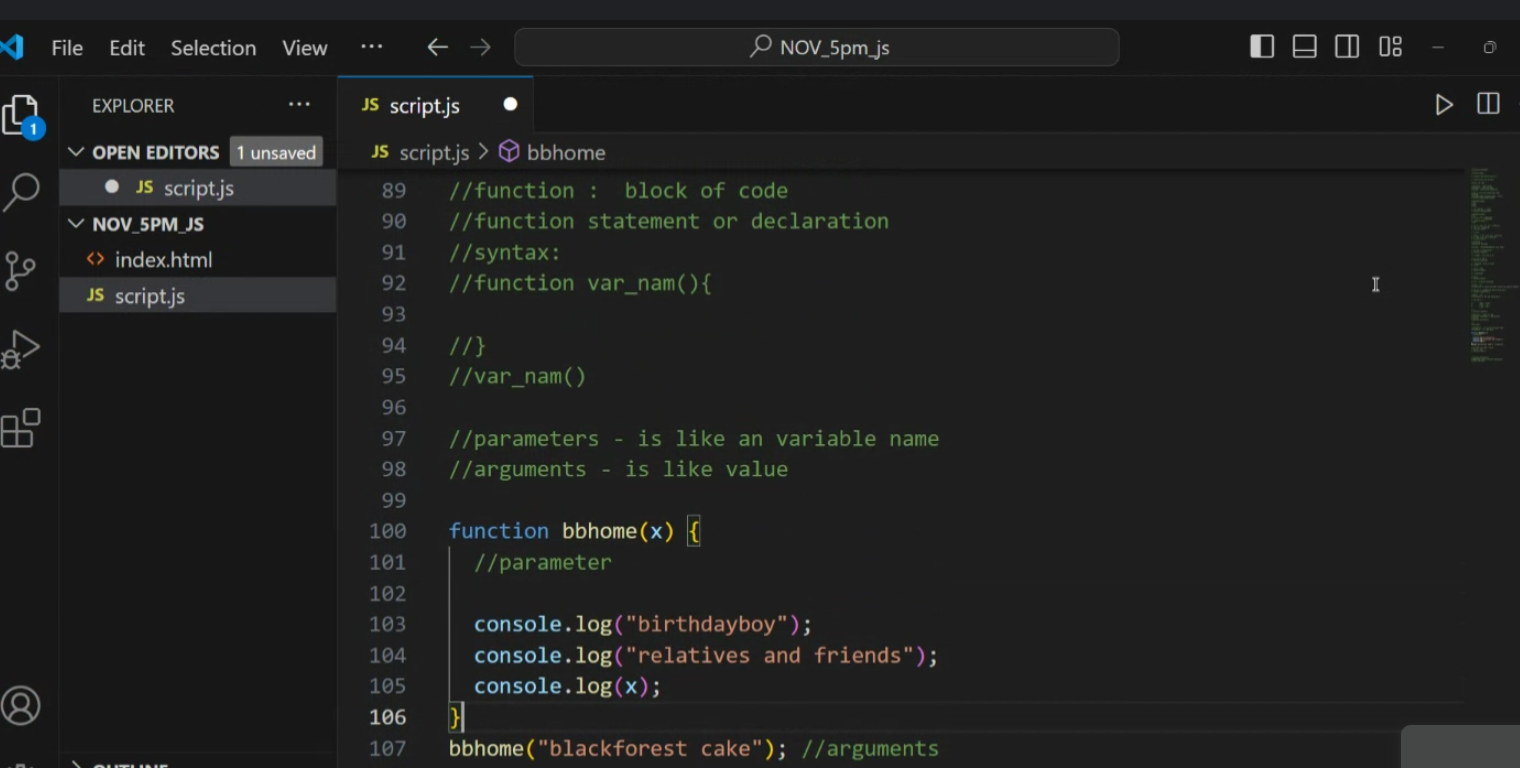 File Edit Selection View ··· NOV_5pm_js
EXPLORER ···
OPEN EDITORS 1 unsaved
JS script.js
NOV_5PM_JS
<> index.html
JS script.js
OUTLINE
1
JS script.js
JS script.js > bbhome
89 //function :  block of code
90 //function statement or declaration
91 //syntax:
92 //function var_nam(){
93
94 //}
95 //var_nam()
96
97 //parameters - is like an variable name
98 //arguments - is like value
99
100 function bbhome(x) {
101   //parameter
102
103   console.log("birthdayboy");
104   console.log("relatives and friends");
105   console.log(x);
106 }
107 bbhome("blackforest cake"); //arguments